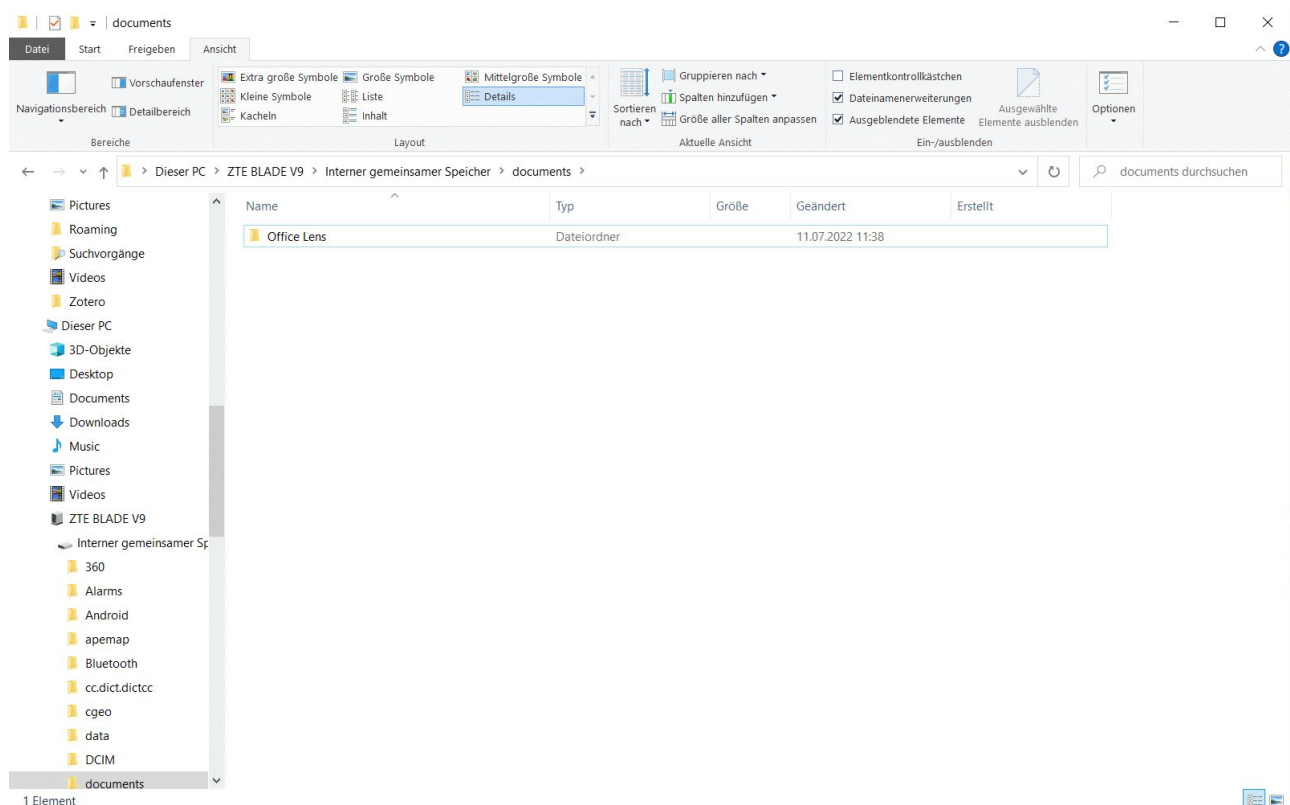 documents
Datei Start Freigeben Ansicht
Navigationsbereich
Vorschaufenster
Detailbereich
Bereiche
Extra große Symbole Große Symbole Mittelgroße Symbole
Kleine Symbole Liste Details
Kacheln Inhalt
Layout
Sortieren nach
Gruppieren nach
Spalten hinzufügen
Größe aller Spalten anpassen
Aktuelle Ansicht
Elementkontrollkästchen
Dateinamenerweiterungen
Ausgeblendete Elemente
Ausgewählte
Elemente ausblenden
Ein-/ausblenden
Optionen
Dieser PC > ZTE BLADE V9 > Interner gemeinsamer Speicher > documents >
documents durchsuchen
Name Typ Größe Geändert Erstellt
Office Lens Dateiordner 11.07.2022 11:38
Pictures
Roaming
Suchvorgänge
Videos
Zotero
Dieser PC
3D-Objekte
Desktop
Documents
Downloads
Music
Pictures
Videos
ZTE BLADE V9
Interner gemeinsamer Sp
360
Alarms
Android
apemap
Bluetooth
cc.dict.dictcc
cgeo
data
DCIM
documents
1 Element